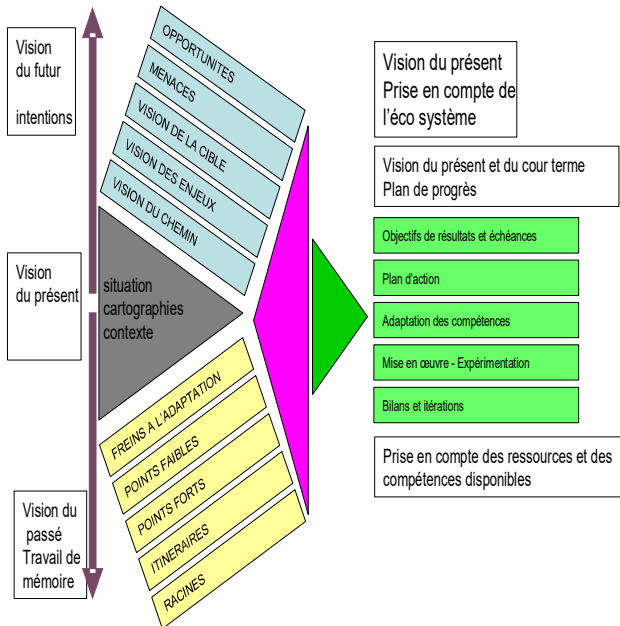 Vision
du futur
intentions
OPPORTUNITES
MENACES
VISION DE LA CIBLE
VISION DES ENJEUX
VISION DU CHEMIN
Vision
du présent
situation
cartographies
contexte
FREINS A L'ADAPTATION
POINTS FAIBLES
POINTS FORTS
ITINERAIRES
RACINES
Vision du
passé
Travail de
mémoire
Vision du présent
Prise en compte de
l'éco système
Vision du présent et du cour terme
Plan de progrès
Objectifs de résultats et échéances
Plan d'action
Adaptation des compétences
Mise en œuvre - Expérimentation
Bilans et itérations
Prise en compte des ressources et des
compétences disponibles